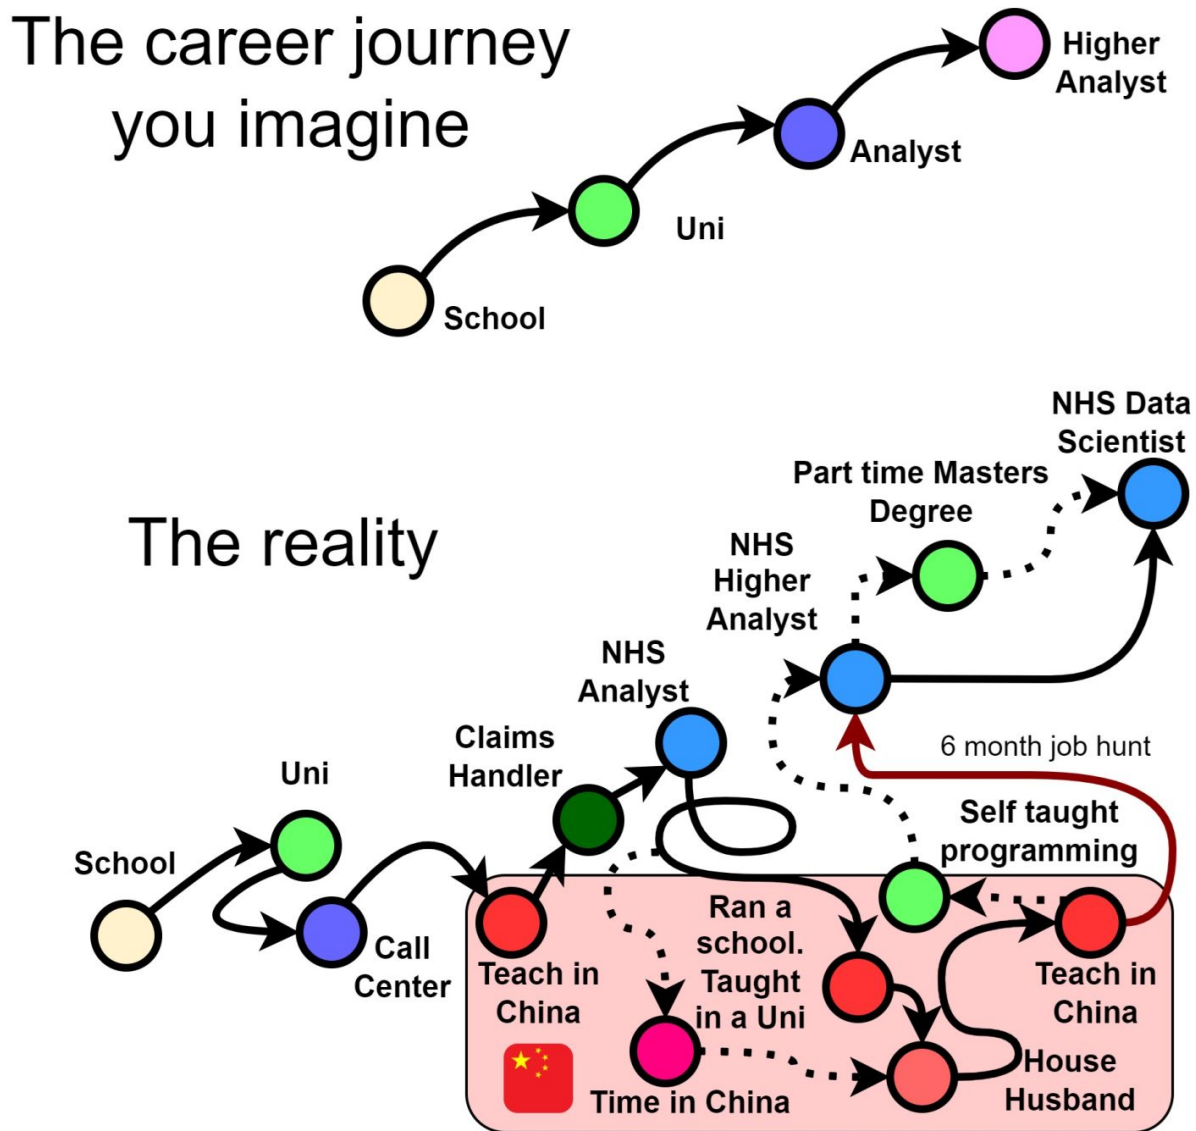 The career journey
you imagine
Higher
Analyst
Analyst
Uni
School
The reality
NHS Data
Scientist
Part time Masters
Degree
NHS
Higher
Analyst
NHS
Analyst
Claims
Handler
Uni
School
Call
Center
6 month job hunt
Self taught
programming
Teach in
China
Ran a
school.
Taught
in a Uni
Teach in
China
Time in China
House
Husband